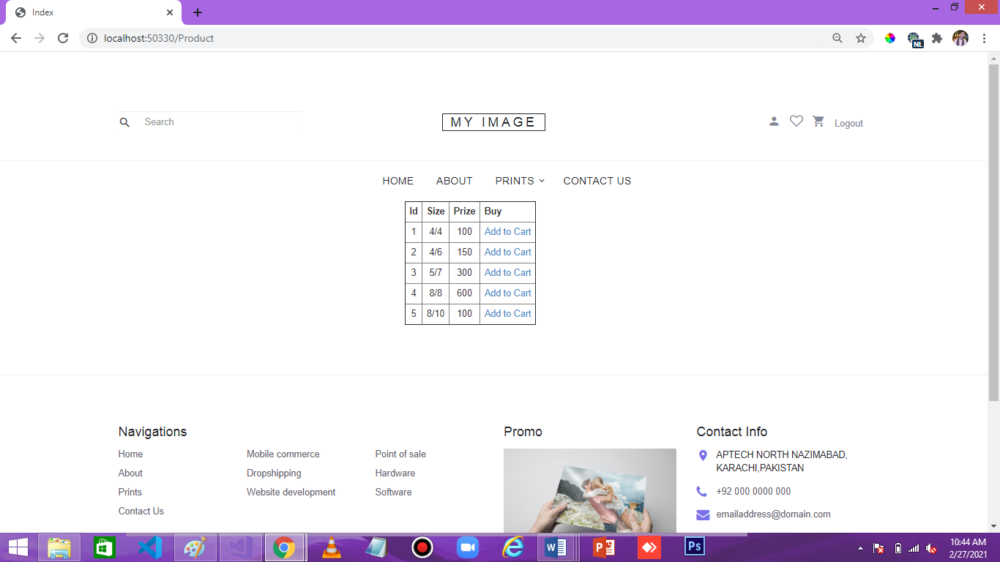 Index
localhost:50330/Product
NL
Search
MY IMAGE
Logout
HOME ABOUT PRINTS CONTACT US
Id Size Prize Buy
1 4/4 100 Add to Cart
2 4/6 150 Add to Cart
3 5/7 300 Add to Cart
4 8/8 600 Add to Cart
5 8/10 100 Add to Cart
Navigations
Home
About
Prints
Contact Us
Mobile commerce
Dropshipping
Website development
Point of sale
Hardware
Software
Promo
Contact Info
APTECH NORTH NAZIMABAD,
KARACHI,PAKISTAN
+92 000 0000 000
emailaddress@domain.com
Ps
10:44 AM
2/27/2021